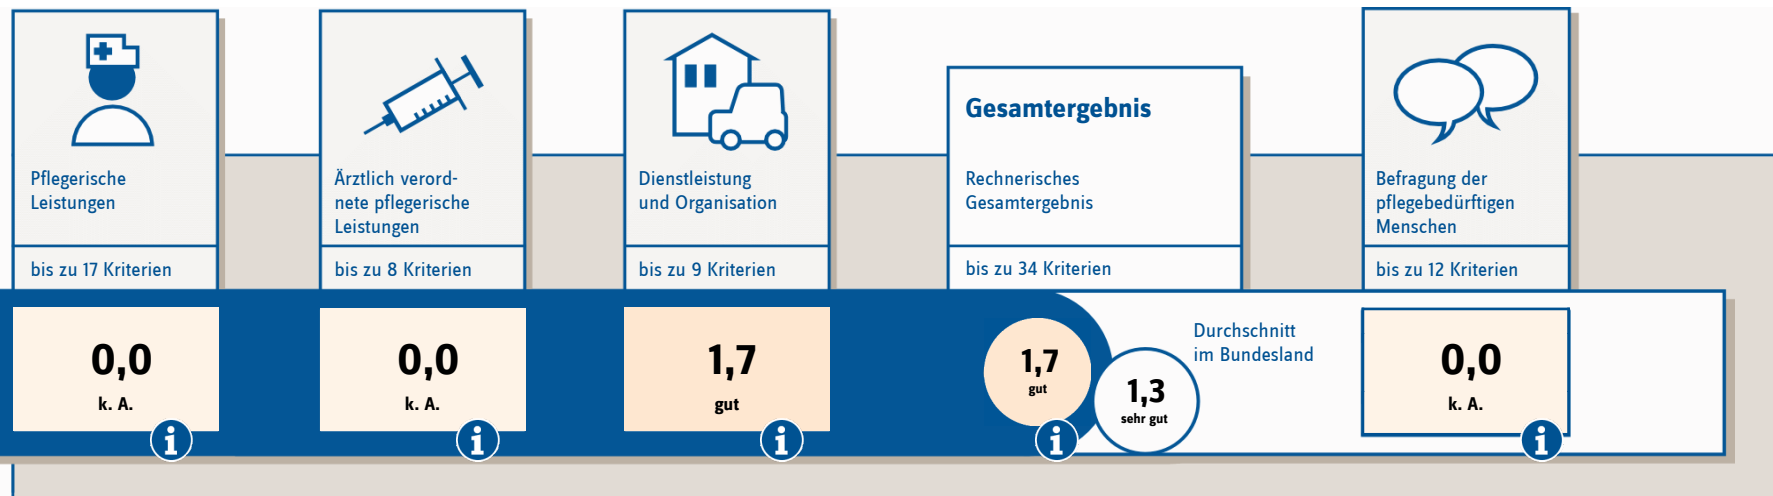 Pflegerische
Leistungen
bis zu 17 Kriterien
0,0
k. A.
Ärztlich verord-
nete pflegerische
Leistungen
bis zu 8 Kriterien
0,0
k. A.
Dienstleistung
und Organisation
bis zu 9 Kriterien
1,7
gut
Gesamtergebnis
Rechnerisches
Gesamtergebnis
bis zu 34 Kriterien
1,7
gut
1,3
sehr gut
Durchschnitt
im Bundesland
Befragung der
pflegebedürftigen
Menschen
bis zu 12 Kriterien
0,0
k. A.